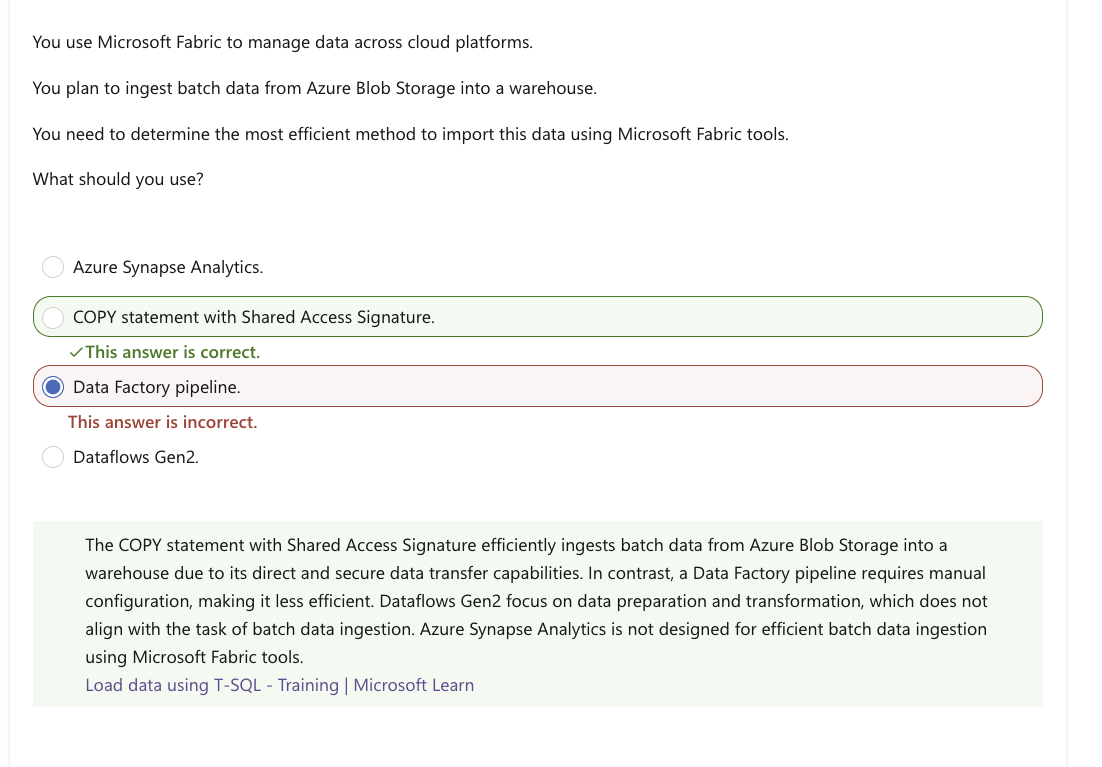 You use Microsoft Fabric to manage data across cloud platforms.
You plan to ingest batch data from Azure Blob Storage into a warehouse.
You need to determine the most efficient method to import this data using Microsoft Fabric tools.
What should you use?
Azure Synapse Analytics.
COPY statement with Shared Access Signature.
This answer is correct.
Data Factory pipeline.
This answer is incorrect.
Dataflows Gen2.
The COPY statement with Shared Access Signature efficiently ingests batch data from Azure Blob Storage into a
warehouse due to its direct and secure data transfer capabilities. In contrast, a Data Factory pipeline requires manual
configuration, making it less efficient. Dataflows Gen2 focus on data preparation and transformation, which does not
align with the task of batch data ingestion. Azure Synapse Analytics is not designed for efficient batch data ingestion
using Microsoft Fabric tools.
Load data using T-SQL - Training | Microsoft Learn